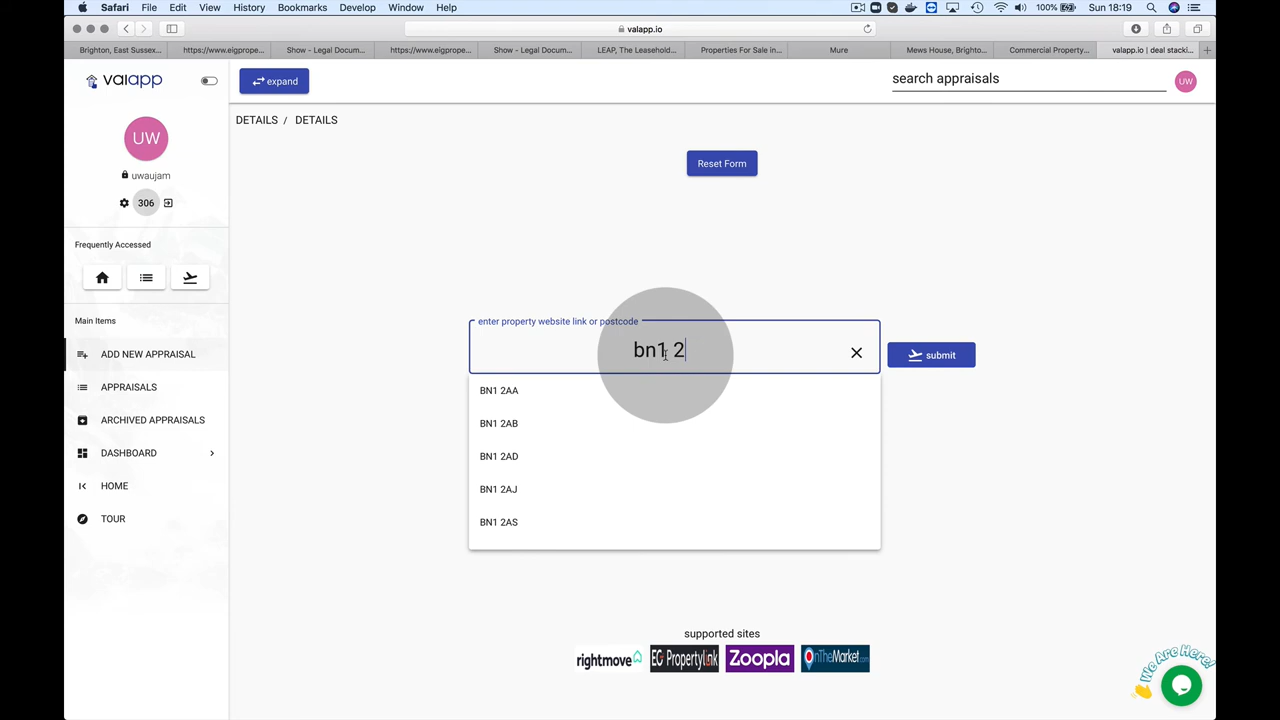 Safari File Edit View History Bookmarks Develop Window Help 100% Sun 18:19
valapp.io
Brighton, East Sussex... https://www.eigprope... Show - Legal Docum... https://www.eigprope... Show - Legal Docum... LEAP, The Leasehold... Properties For Sale in... Mure Mews House, Brighto... Commercial Property... valapp.io | deal stacki...
valapp
expand
search appraisals
UW
DETAILS / DETAILS
UW
Reset Form
uwaujam
306
Frequently Accessed
Main Items
ADD NEW APPRAISAL
APPRAISALS
ARCHIVED APPRAISALS
DASHBOARD
HOME
TOUR
enter property website link or postcode
bn1 2
submit
BN1 2AA
BN1 2AB
BN1 2AD
BN1 2AJ
BN1 2AS
supported sites
rightmove EG Propertylink Zoopla OnTheMarket.com
We Are Here!